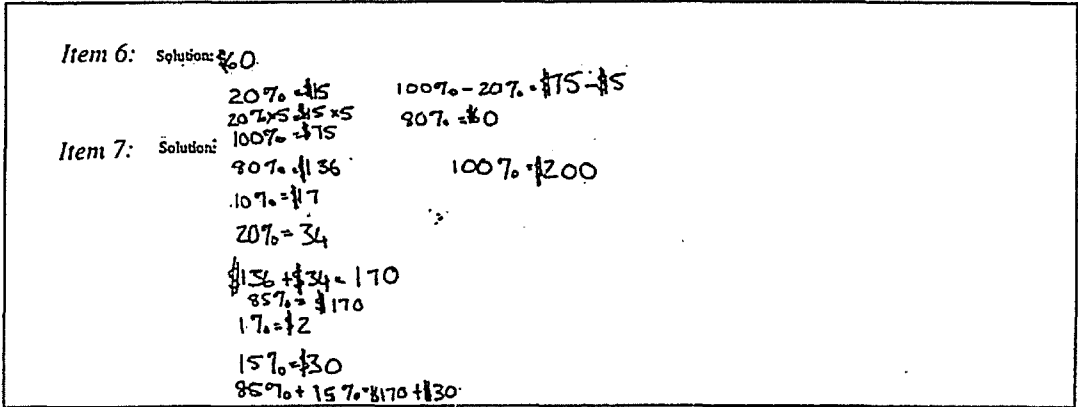 Item 6: Solution: $60
20% = $15 100% - 20% = $75 - $15
20% x5 = $15 x5 80% = $60
100% = $75
Item 7: Solution:
80% = $136 100% = $200
10% = $17
20% = 34
$136 + $34 = 170
85% = $170
1% = $2
15% = $30
85% + 15% = $170 + $30